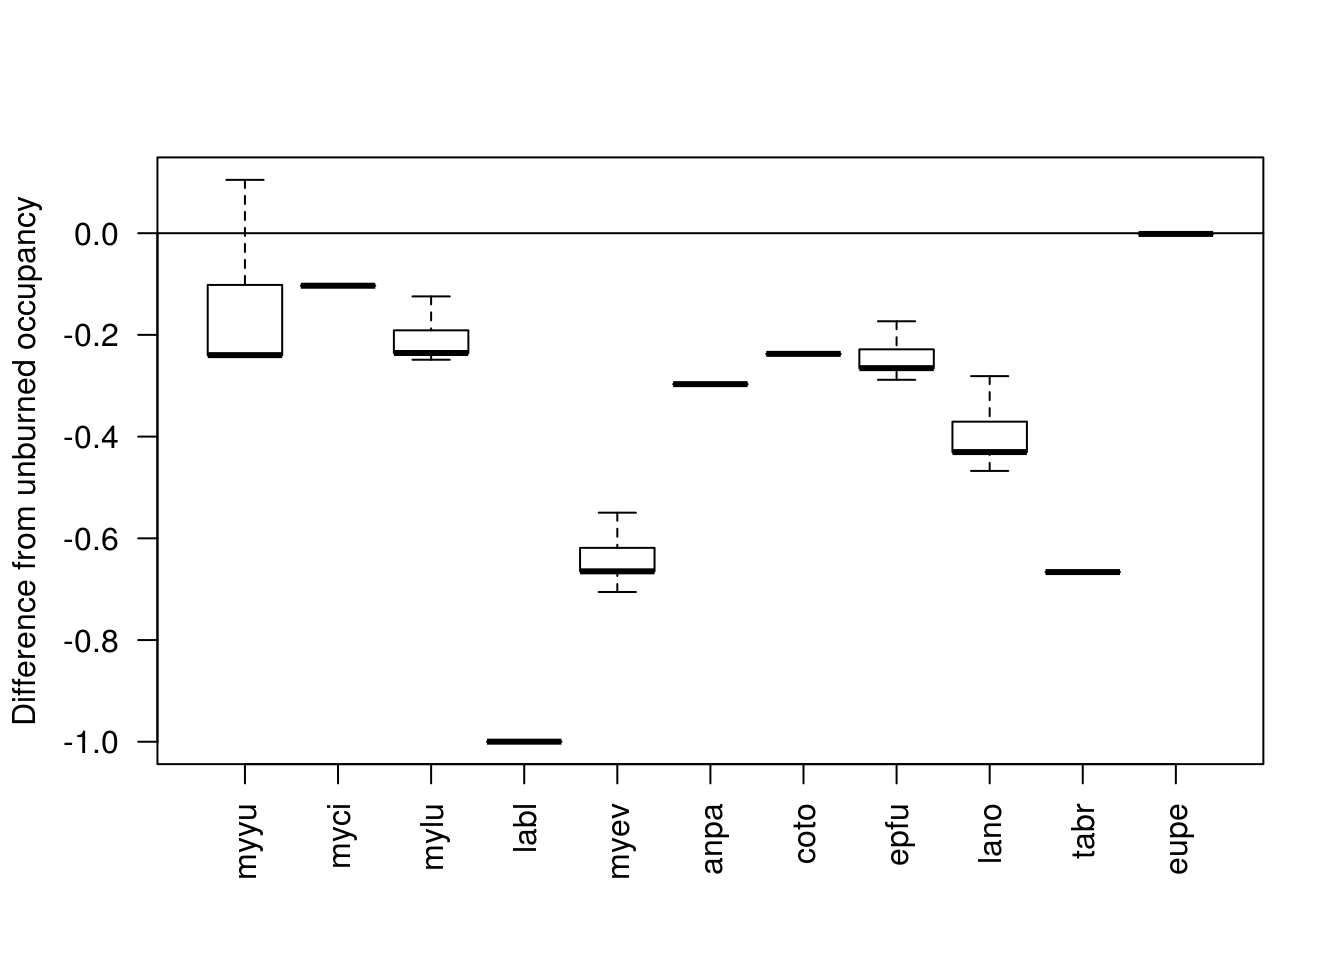 Difference from unburned occupancy
0.0
-0.2
-0.4
-0.6
-0.8
-1.0
myyu
myci
mylu
labl
myev
anpa
coto
epfu
lano
tabr
eupe